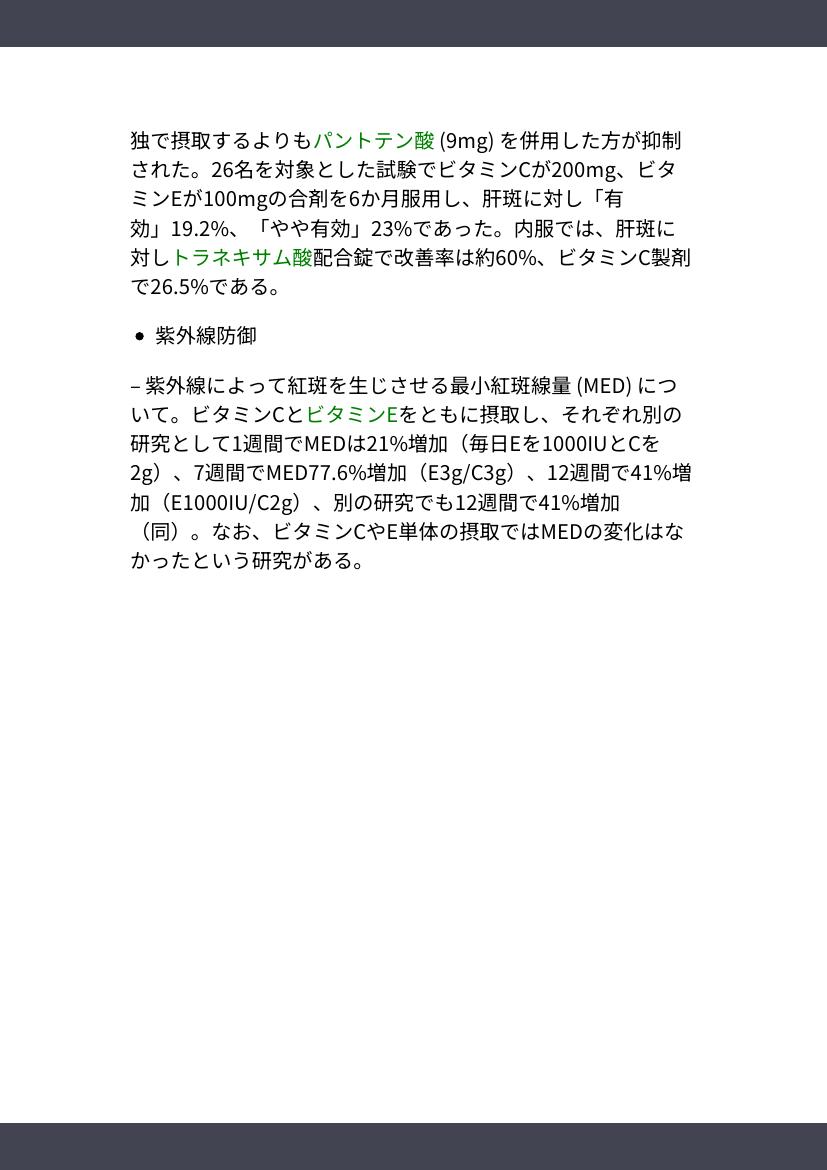 独で摂取するよりもパントテン酸 (9mg) を併用した方が抑制
された。26名を対象とした試験でビタミンCが200mg、ビタ
ミンEが100mgの合剤を6か月服用し、肝斑に対し「有
効」19.2%、「やや有効」23%であった。内服では、肝斑に
対しトラネキサム酸配合錠で改善率は約60%、ビタミンC製剤
で26.5%である。
● 紫外線防御
– 紫外線によって紅斑を生じさせる最小紅斑線量 (MED) につ
いて。ビタミンCとビタミンEをともに摂取し、それぞれ別の
研究として1週間でMEDは21%増加（毎日Eを1000IUとCを
2g）、7週間でMED77.6%増加（E3g/C3g）、12週間で41%増
加（E1000IU/C2g）、別の研究でも12週間で41%増加
（同）。なお、ビタミンCやE単体の摂取ではMEDの変化はな
かったという研究がある。